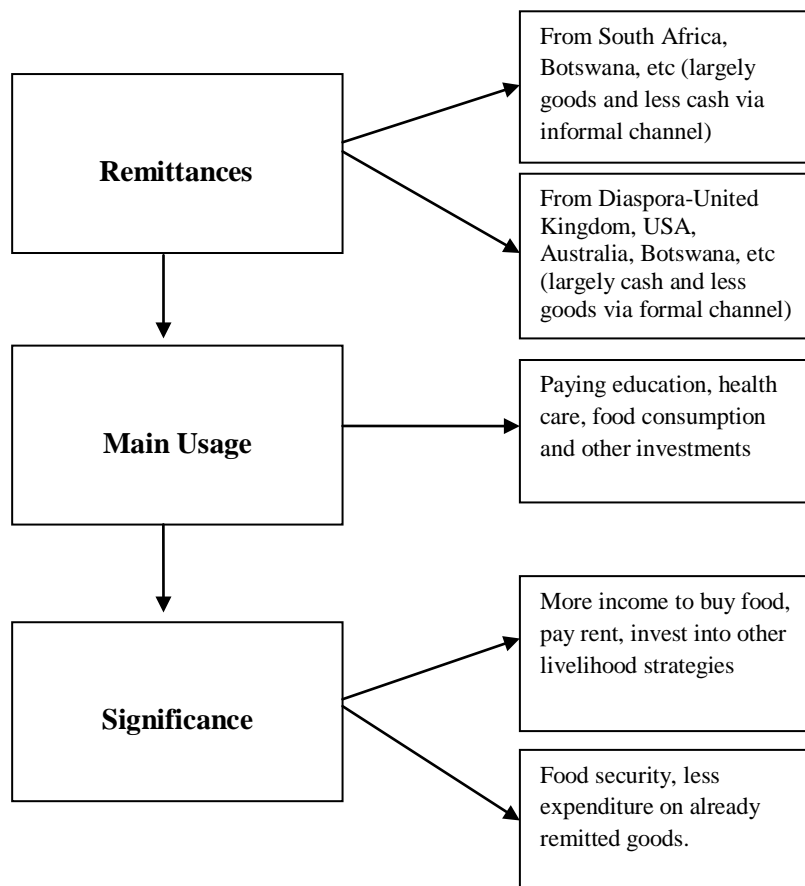 Remittances
From South Africa,
Botswana, etc (largely
goods and less cash via
informal channel)
From Diaspora-United
Kingdom, USA,
Australia, Botswana, etc
(largely cash and less
goods via formal channel)
Main Usage
Paying education, health
care, food consumption
and other investments
Significance
More income to buy food,
pay rent, invest into other
livelihood strategies
Food security, less
expenditure on already
remitted goods.